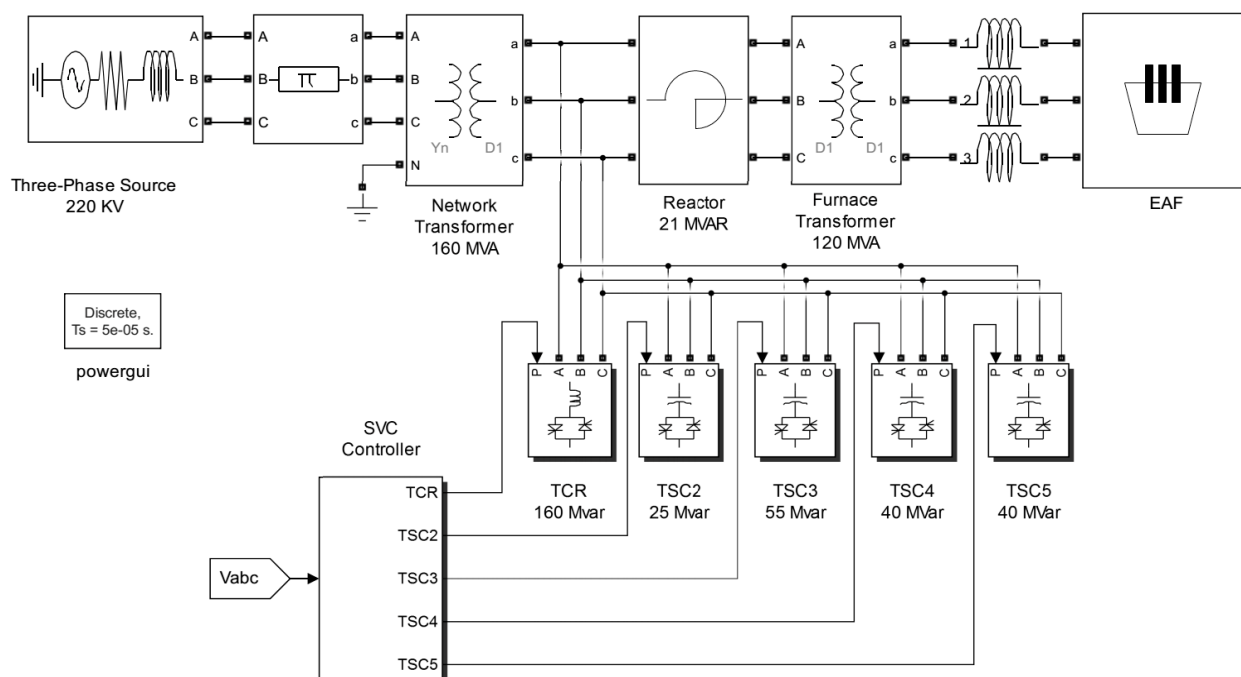 A
B
C
A
B
C
π
a
b
c
A
B
C
N
Yn
D1
a
b
c
A
B
C
D1
D1
a
b
c
1
2
3
Three-Phase Source
220 KV
Network
Transformer
160 MVA
Reactor
21 MVAR
Furnace
Transformer
120 MVA
EAF
Discrete,
Ts = 5e-05 s.
powergui
P A B C
P A B C
P A B C
P A B C
P A B C
TCR
160 Mvar
TSC2
25 Mvar
TSC3
55 Mvar
TSC4
40 MVar
TSC5
40 MVar
SVC
Controller
Vabc
TCR
TSC2
TSC3
TSC4
TSC5